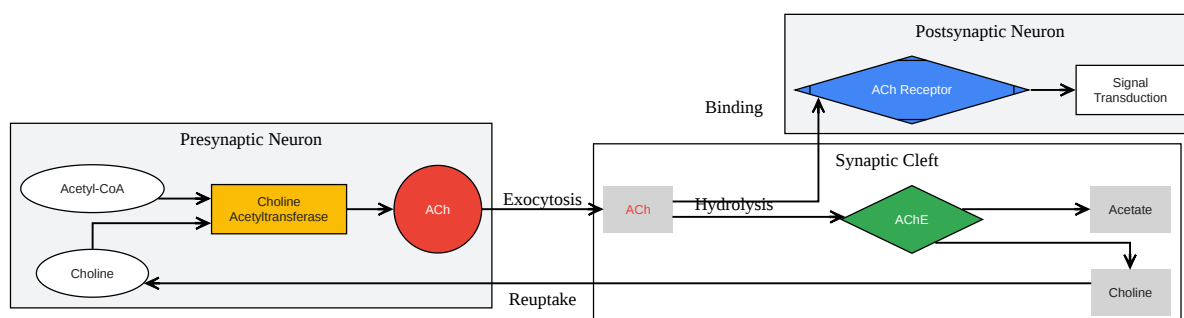 Postsynaptic Neuron
ACh Receptor
Signal
Transduction
Binding
Presynaptic Neuron
Acetyl-CoA
Choline
Acetyltransferase
ACh
Exocytosis
Choline
Reuptake
Synaptic Cleft
ACh
Hydrolysis
AChE
Acetate
Choline